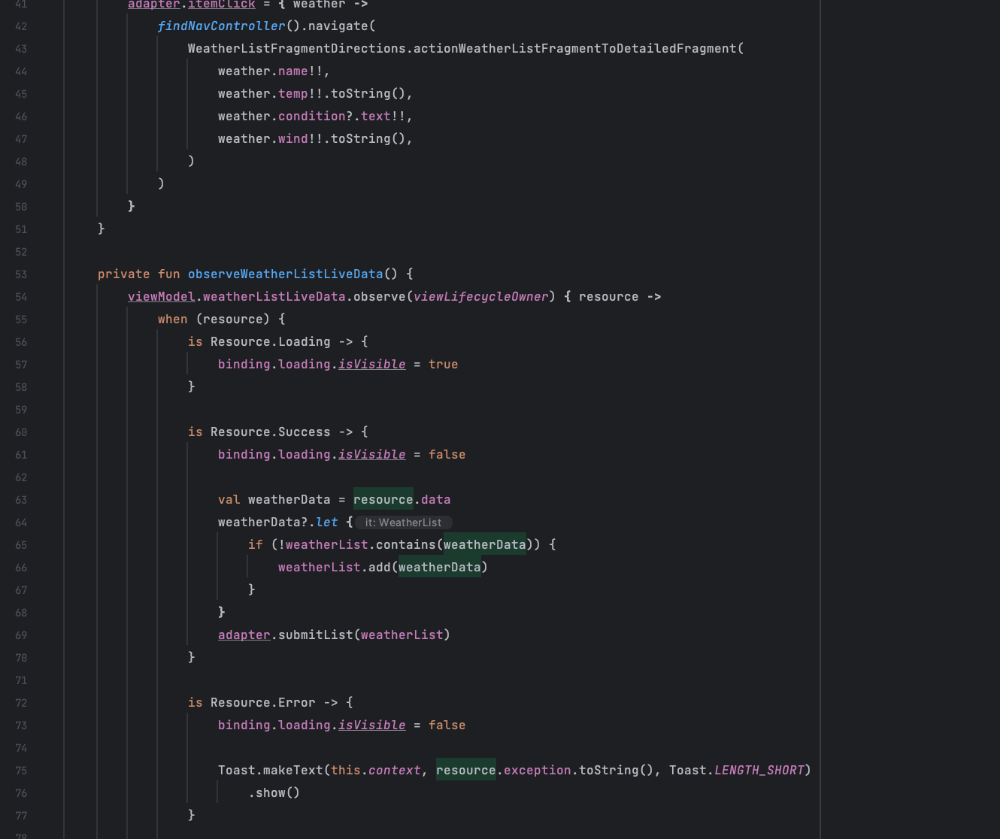 41 adapter.itemClick = { weather ->
42 findNavController().navigate(
43 WeatherListFragmentDirections.actionWeatherListFragmentToDetailedFragment(
44 weather.name!!,
45 weather.temp!!.toString(),
46 weather.condition?.text!!,
47 weather.wind!!.toString(),
48 )
49 )
50 }
51 }
52
53 private fun observeWeatherListLiveData() {
54 viewModel.weatherListLiveData.observe(viewLifecycleOwner) { resource ->
55 when (resource) {
56 is Resource.Loading -> {
57 binding.loading.isVisible = true
58 }
59
60 is Resource.Success -> {
61 binding.loading.isVisible = false
62
63 val weatherData = resource.data
64 weatherData?.let { it: WeatherList
65 if (!weatherList.contains(weatherData)) {
66 weatherList.add(weatherData)
67 }
68 }
69 adapter.submitList(weatherList)
70 }
71
72 is Resource.Error -> {
73 binding.loading.isVisible = false
74
75 Toast.makeText(this.context, resource.exception.toString(), Toast.LENGTH_SHORT)
76 .show()
77 }
78